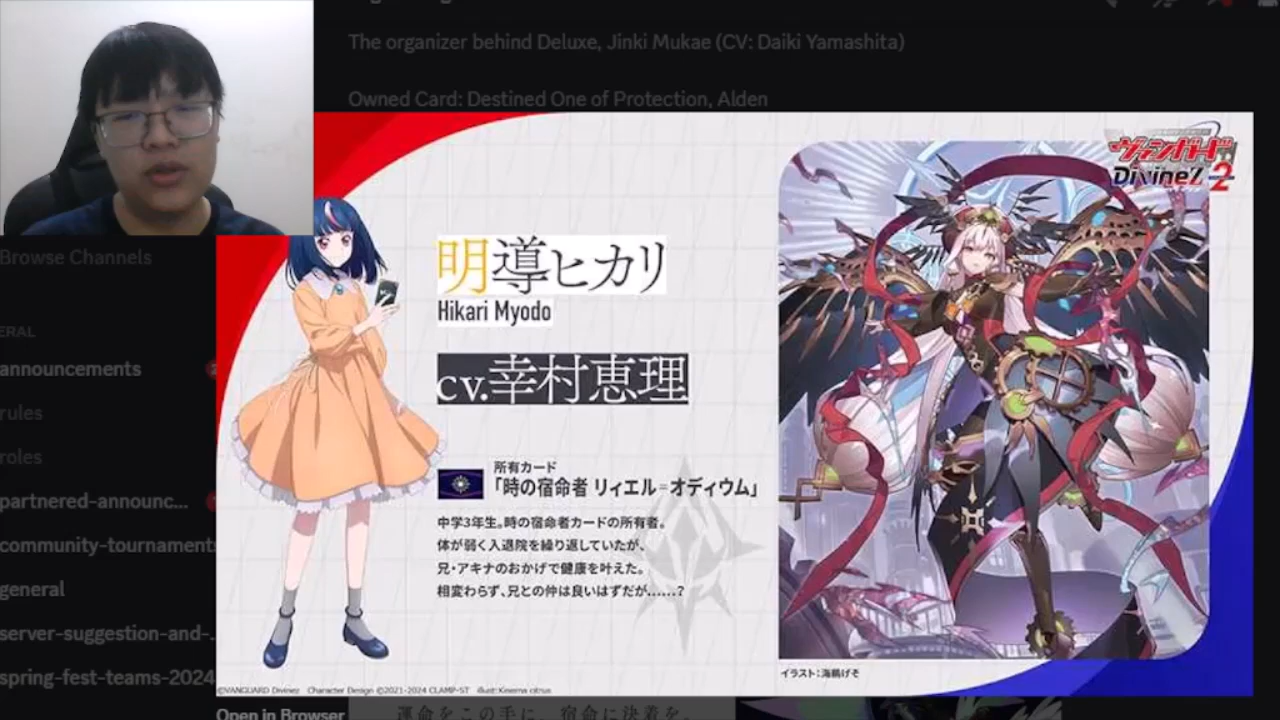 The organizer behind Deluxe, Jinki Mukae (CV: Daiki Yamashita)
Owned Card: Destined One of Protection, Alden
ヴァンガード
DivineZ 2
Browse Channels
ERAL
announcements
rules
roles
partnered-announc...
community-tournaments
general
server-suggestion-and-...
spring-fest-teams-2024
明導ヒカリ
Hikari Myodo
cv.幸村恵理
所有カード
「時の宿命者 リィエル=オディウム」
中学3年生。時の宿命者カードの所有者。
体が弱く入退院を繰り返していたが、
兄・アキナのおかげで健康を叶えた。
相変わらず、兄との仲は良いはずだが……？
イラスト:海鵜げそ
©VANGUARD Divinez Character Design ©2021-2024 CLAMP・ST illust:Kinema citrus
Open in Browser
運命をこの手に、宿命に決着を。